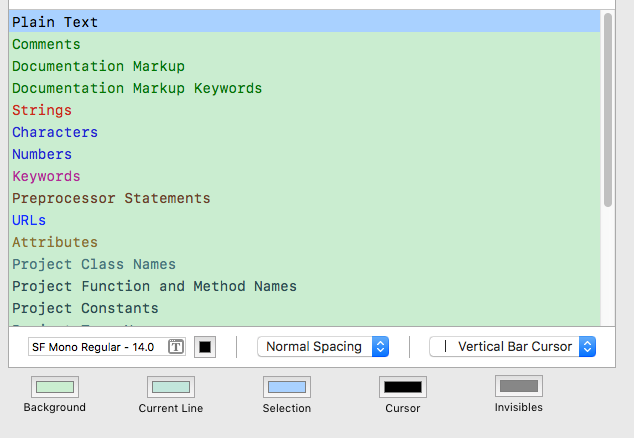 Plain Text
Comments
Documentation Markup
Documentation Markup Keywords
Strings
Characters
Numbers
Keywords
Preprocessor Statements
URLs
Attributes
Project Class Names
Project Function and Method Names
Project Constants
SF Mono Regular - 14.0
Normal Spacing
Vertical Bar Cursor
Background
Current Line
Selection
Cursor
Invisibles